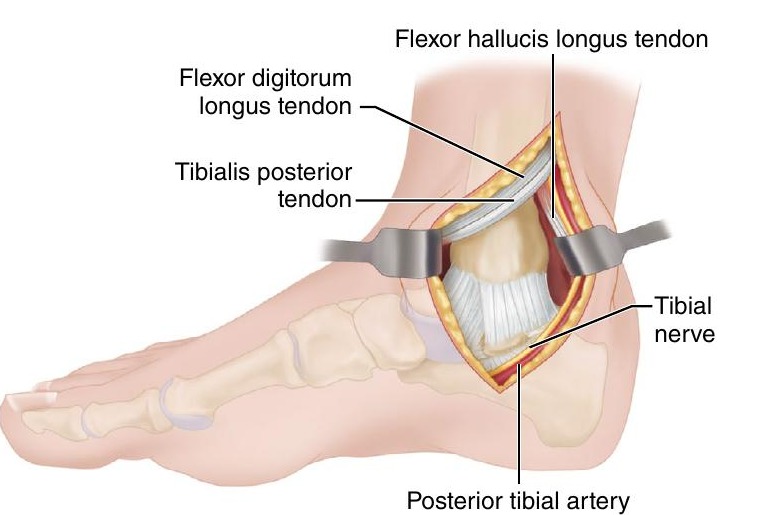 Flexor hallucis longus tendon
Flexor digitorum
longus tendon
Tibialis posterior
tendon
Tibial
nerve
Posterior tibial artery